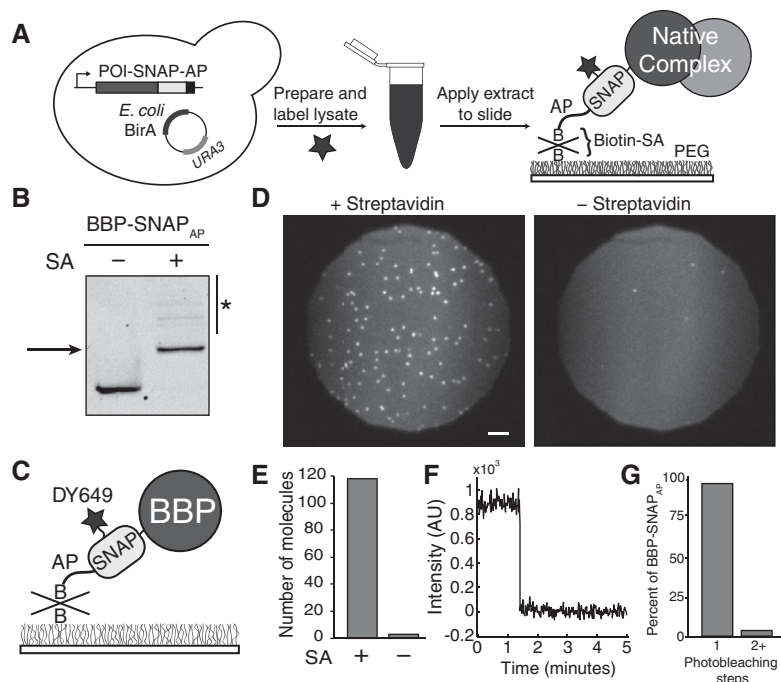 A
POI-SNAP-AP
E. coli
BirA
URA3
Prepare and
label lysate
Apply extract
to slide
Native
Complex
SNAP
AP
B
B
Biotin-SA
PEG
B
BBP-SNAPAP
SA
– +
*
C
DY649
BBP
SNAP
AP
B
B
D
+ Streptavidin
– Streptavidin
E
Number of molecules
120
100
80
60
40
20
0
SA + –
F
x10³
Intensity (AU)
1
0.8
0.6
0.4
0.2
0
-0.2
0 1 2 3 4 5
Time (minutes)
G
Percent of BBP-SNAPAP
100
75
50
25
0
1 2+
Photobleaching
steps